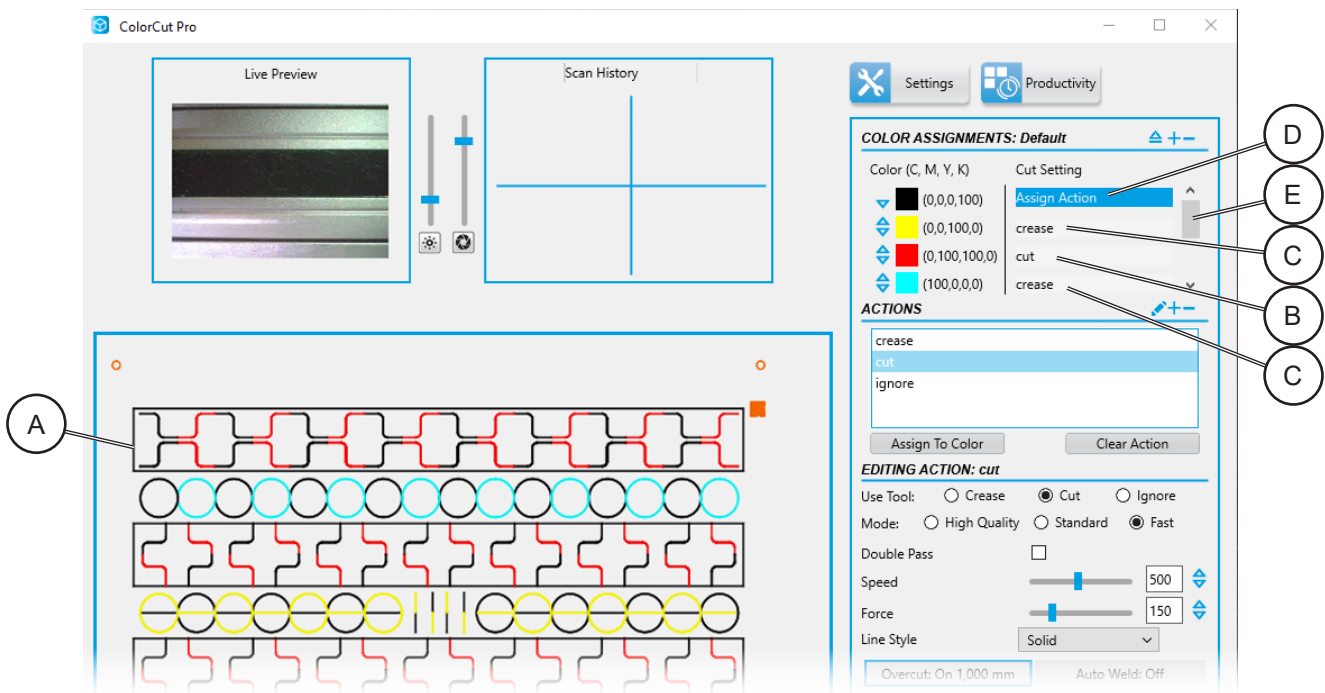 ColorCut Pro
Live Preview
Scan History
Settings
Productivity
COLOR ASSIGNMENTS: Default
Color (C, M, Y, K) Cut Setting
(0,0,0,100) Assign Action
(0,0,100,0) crease
(0,100,100,0) cut
(100,0,0,0) crease
D
E
C
B
C
A
ACTIONS
crease
cut
ignore
Assign To Color Clear Action
EDITING ACTION: cut
Use Tool: Crease Cut Ignore
Mode: High Quality Standard Fast
Double Pass
Speed 500
Force 150
Line Style Solid
Overcut: On 1,000 mm Auto Weld: Off